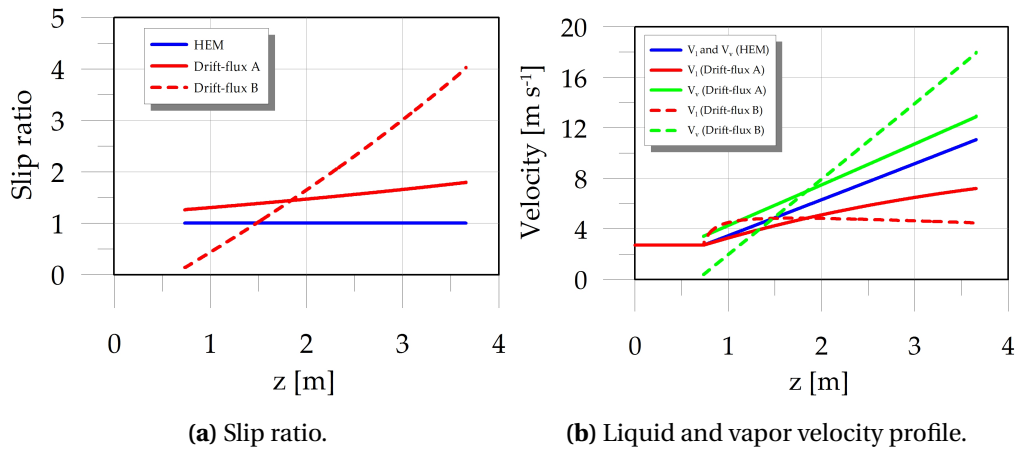 5
4
3
2
1
0
Slip ratio
HEM
Drift-flux A
Drift-flux B
0 1 2 3 4
z [m]
(a) Slip ratio.
20
16
12
8
4
0
Velocity [m s-1]
Vl and Vv (HEM)
Vl (Drift-flux A)
Vv (Drift-flux A)
Vl (Drift-flux B)
Vv (Drift-flux B)
0 1 2 3 4
z [m]
(b) Liquid and vapor velocity profile.